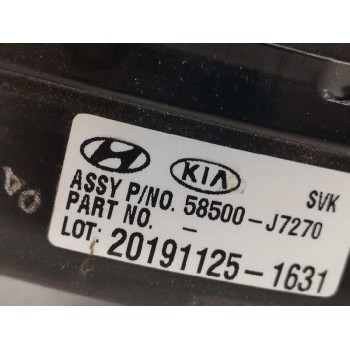 KIA
SVK
ASSY P/NO. 58500-J7270
PART NO. -
LOT: 20191125-1631